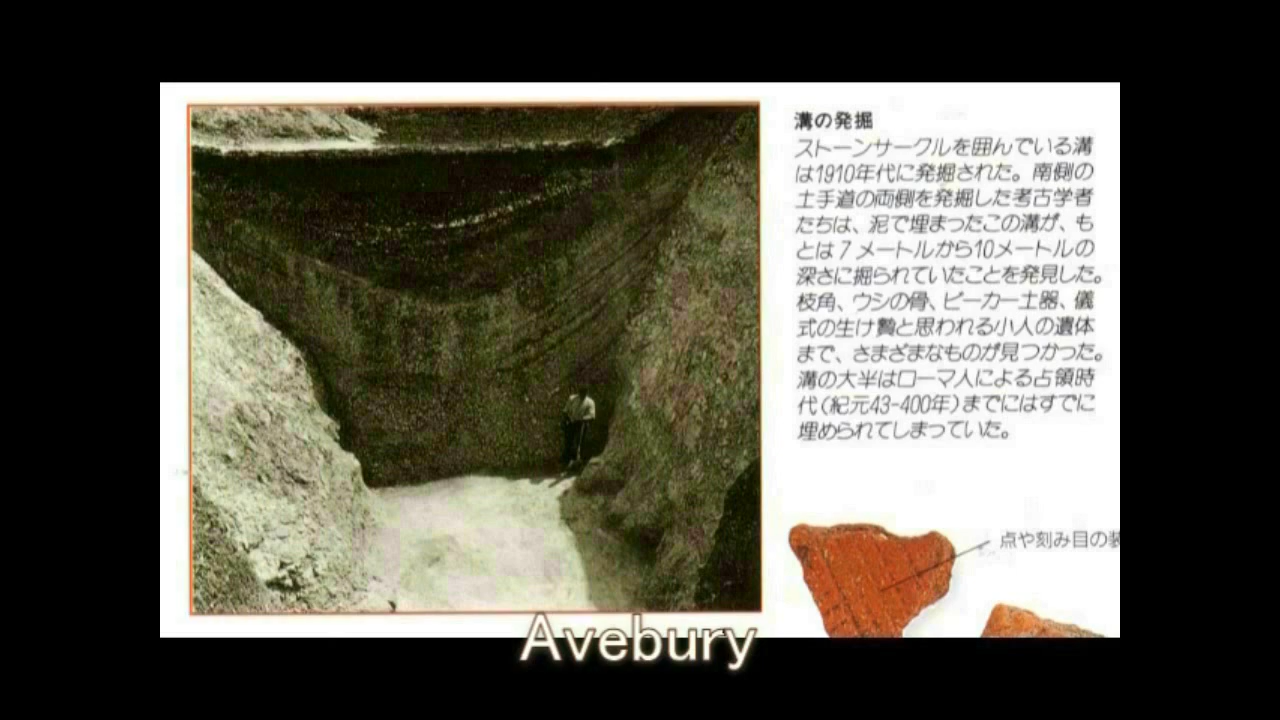 溝の発掘
ストーンサークルを囲んでいる溝
は1910年代に発掘された。南側の
土手道の両側を発掘した考古学者
たちは、泥で埋まったこの溝が、も
とは7メートルから10メートルの
深さに掘られていたことを発見した。
枝角、ウシの骨、ビーカー土器、儀
式の生け贄と思われる小人の遺体
まで、さまざまなものが見つかった。
溝の大半はローマ人による占領時
代(紀元43-400年)までにはすでに
埋められてしまっていた。
点や刻み目の装
Avebury